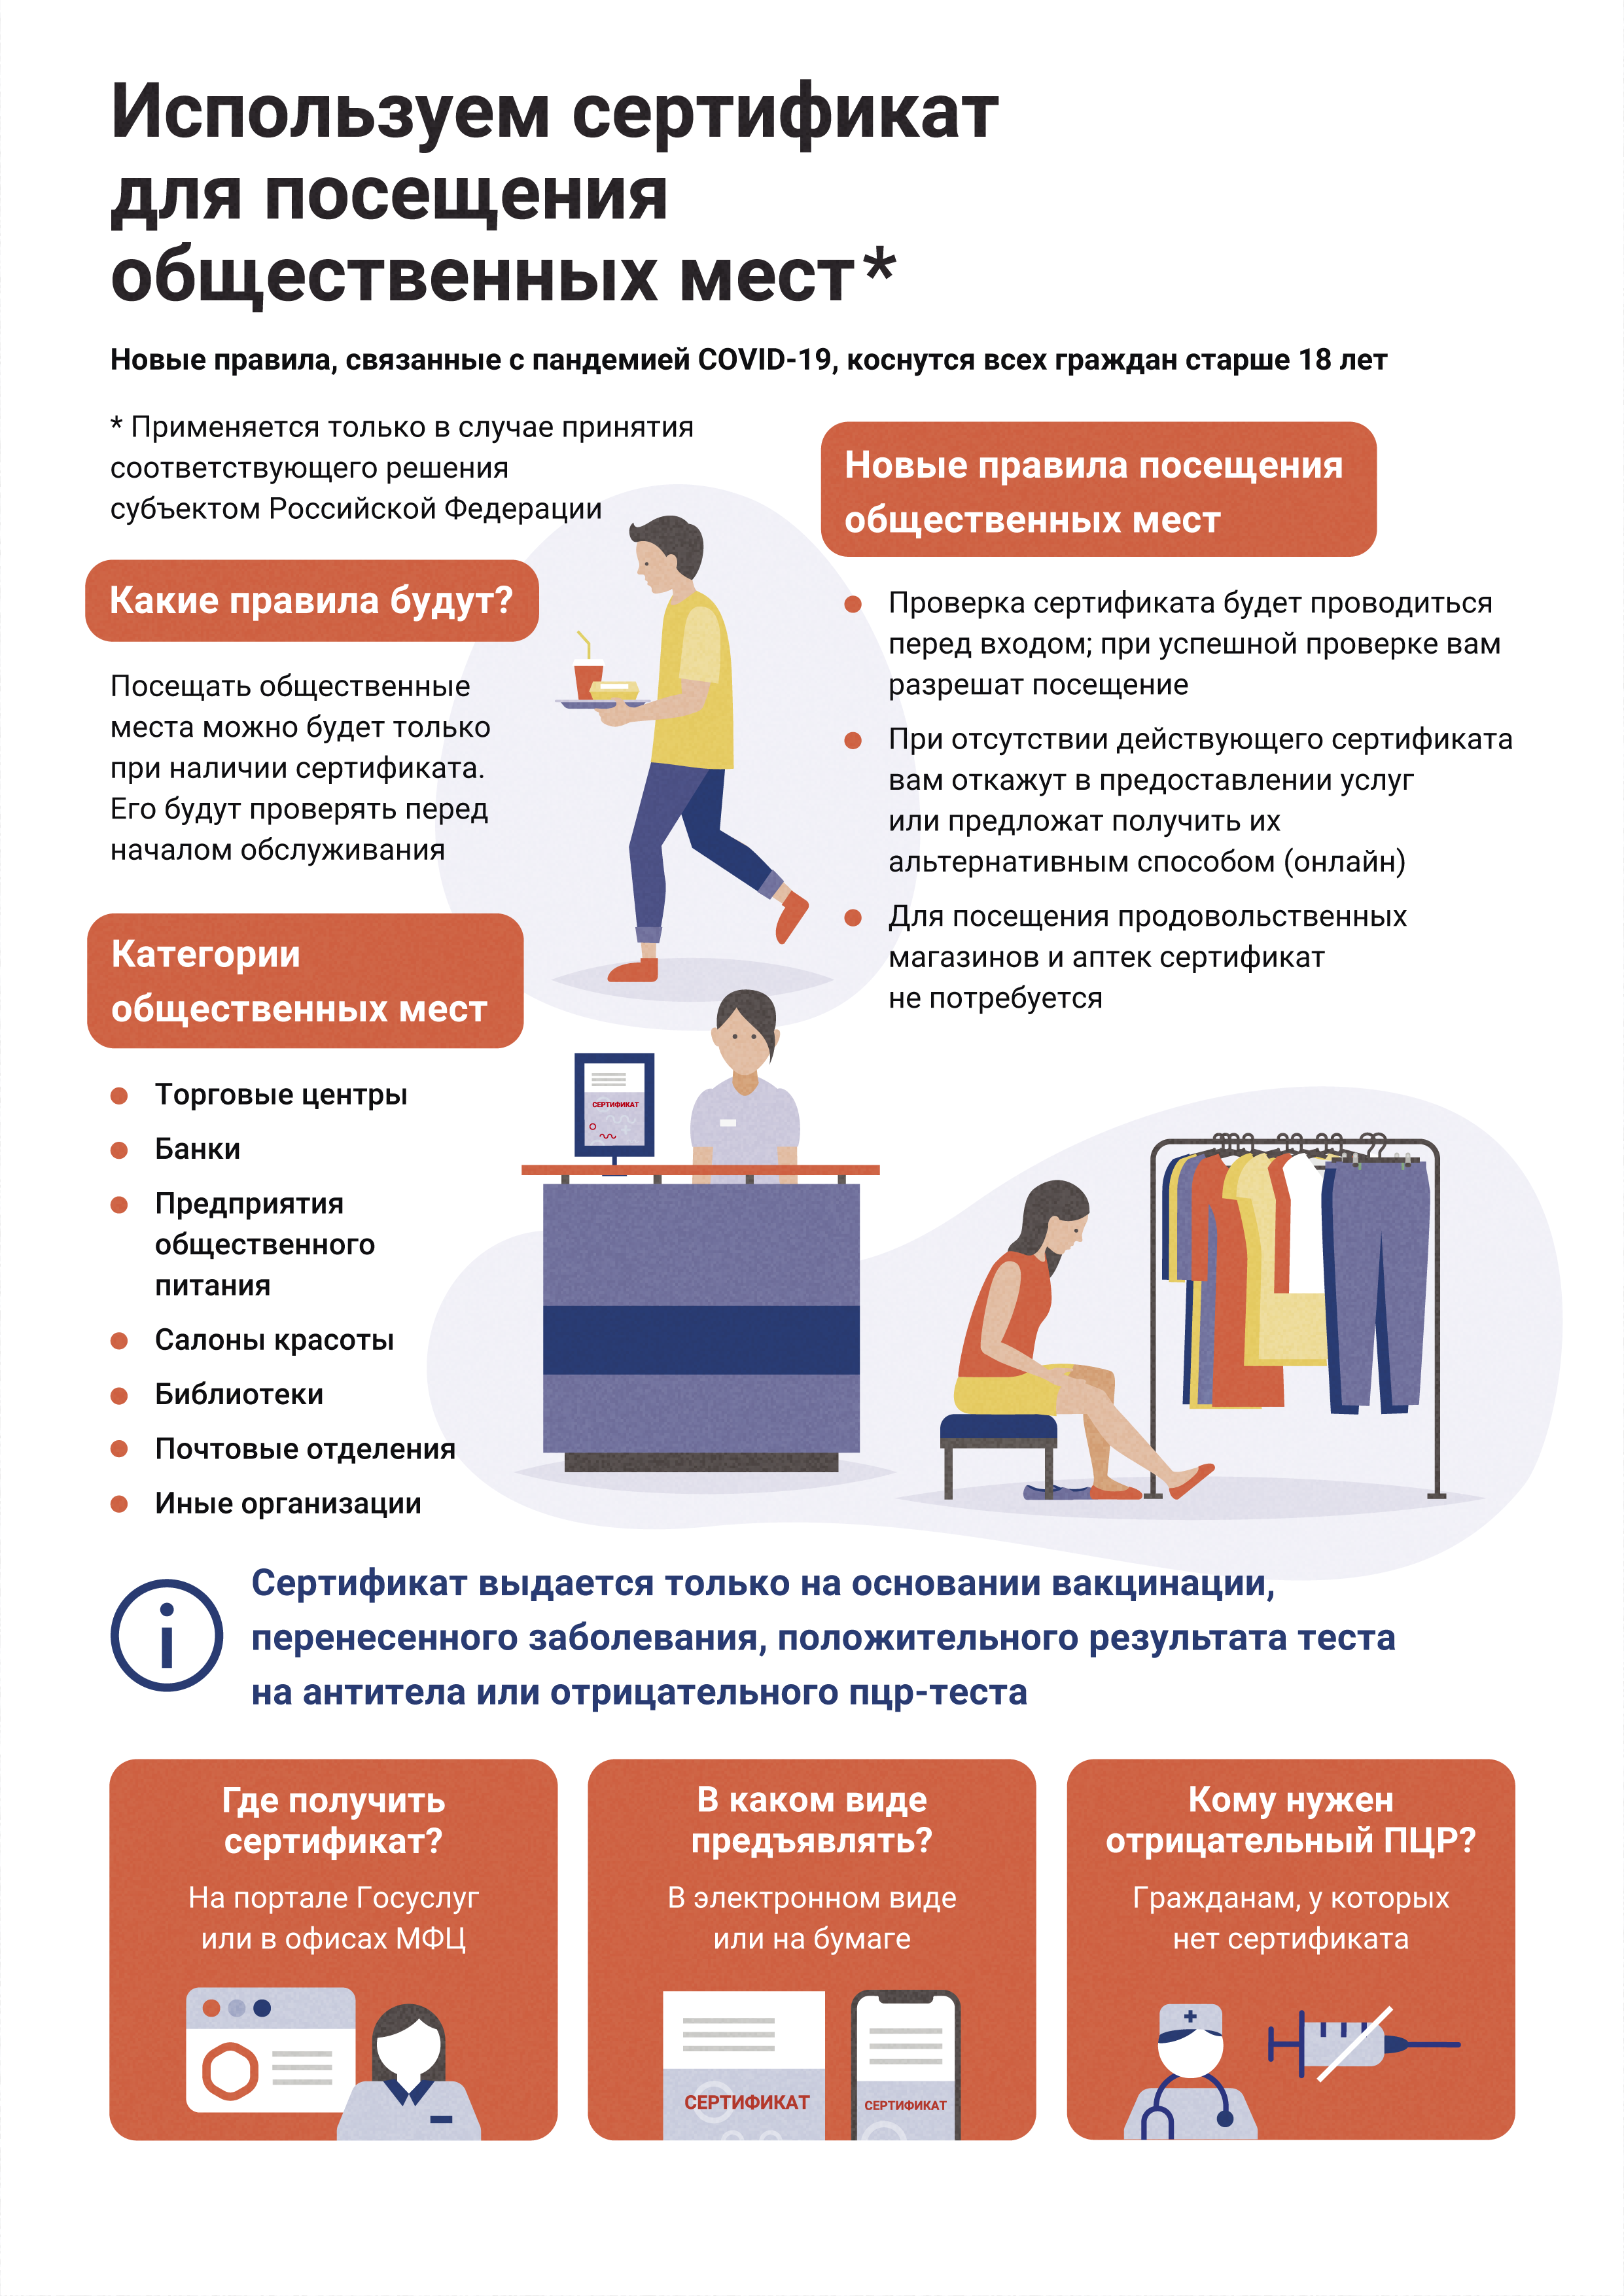 Используем сертификат
для посещения
общественных мест*
Новые правила, связанные с пандемией COVID-19, коснутся всех граждан старше 18 лет
* Применяется только в случае принятия
соответствующего решения
субъектом Российской Федерации
Какие правила будут?
Посещать общественные
места можно будет только
при наличии сертификата.
Его будут проверять перед
началом обслуживания
Новые правила посещения
общественных мест
Проверка сертификата будет проводиться
перед входом; при успешной проверке вам
разрешат посещение
При отсутствии действующего сертификата
вам откажут в предоставлении услуг
или предложат получить их
альтернативным способом (онлайн)
Для посещения продовольственных
магазинов и аптек сертификат
не потребуется
Категории
общественных мест
Торговые центры
Банки
Предприятия
общественного
питания
Салоны красоты
Библиотеки
Почтовые отделения
Иные организации
СЕРТИФИКАТ
Сертификат выдается только на основании вакцинации,
перенесенного заболевания, положительного результата теста
на антитела или отрицательного пцр-теста
Где получить
сертификат?
На портале Госуслуг
или в офисах МФЦ
В каком виде
предъявлять?
В электронном виде
или на бумаге
СЕРТИФИКАТ
СЕРТИФИКАТ
Кому нужен
отрицательный ПЦР?
Гражданам, у которых
нет сертификата